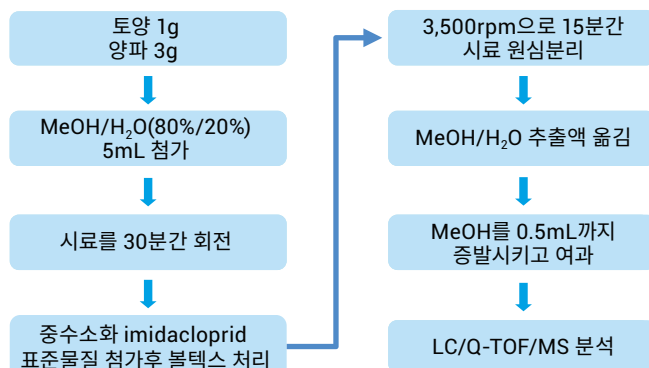 토양 1g
양파 3g
MeOH/H₂O(80%/20%)
5mL 첨가
시료를 30분간 회전
중수소화 imidacloprid
표준물질 첨가후 볼텍스 처리
3,500rpm으로 15분간
시료 원심분리
MeOH/H₂O 추출액 옮김
MeOH를 0.5mL까지
증발시키고 여과
LC/Q-TOF/MS 분석